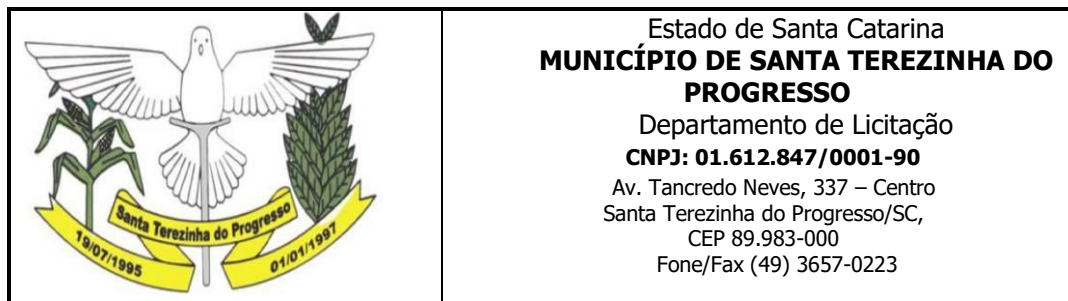 Santa Terezinha do Progresso
19/07/1995
01/01/1997
Estado de Santa Catarina
MUNICÍPIO DE SANTA TEREZINHA DO
PROGRESSO
Departamento de Licitação
CNPJ: 01.612.847/0001-90
Av. Tancredo Neves, 337 – Centro
Santa Terezinha do Progresso/SC,
CEP 89.983-000
Fone/Fax (49) 3657-0223